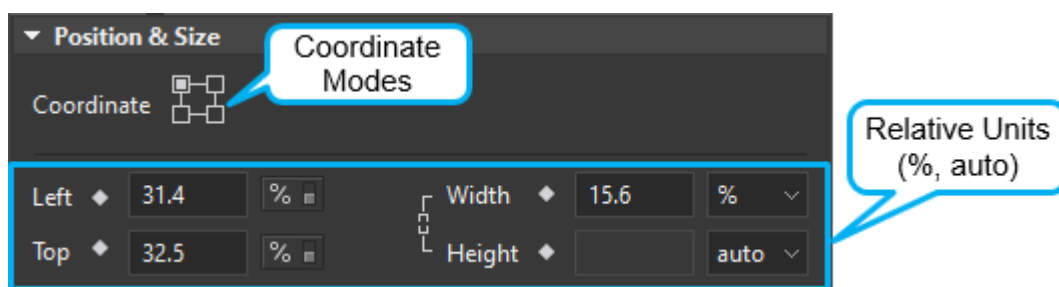 Position & Size
Coordinate
Modes
Coordinate
Relative Units
(%, auto)
Left 31.4 % Width 15.6 %
Top 32.5 % Height auto